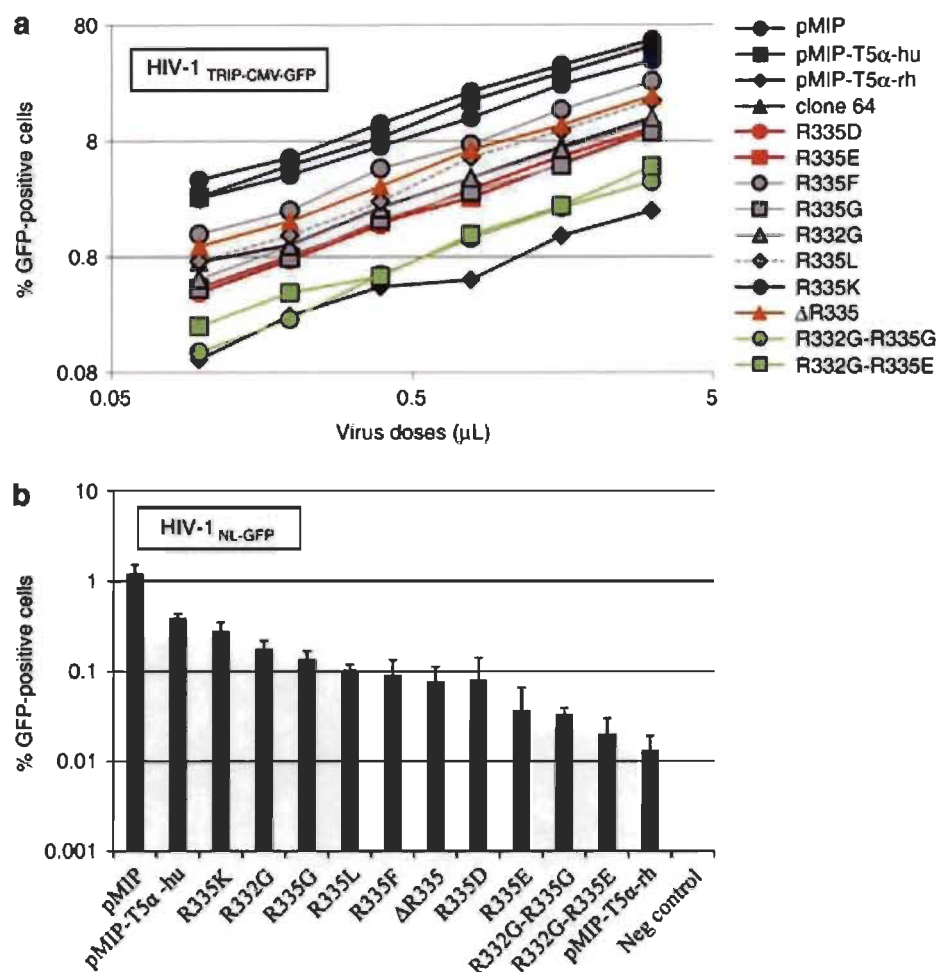 a
HIV-1 TRIP-CMV-GFP
% GFP-positive cells
80
8
0.8
0.08
0.05
0.5
5
Virus doses (µL)
pMIP
pMIP-T5α-hu
pMIP-T5α-rh
clone 64
R335D
R335E
R335F
R335G
R332G
R335L
R335K
ΔR335
R332G-R335G
R332G-R335E
b
HIV-1 NL-GFP
% GFP-positive cells
10
1
0.1
0.01
0.001
pMIP
pMIP-T5α-hu
R335K
R332G
R335G
R335L
R335F
ΔR335
R335D
R335E
R332G-R335G
R332G-R335E
pMIP-T5α-rh
Neg control